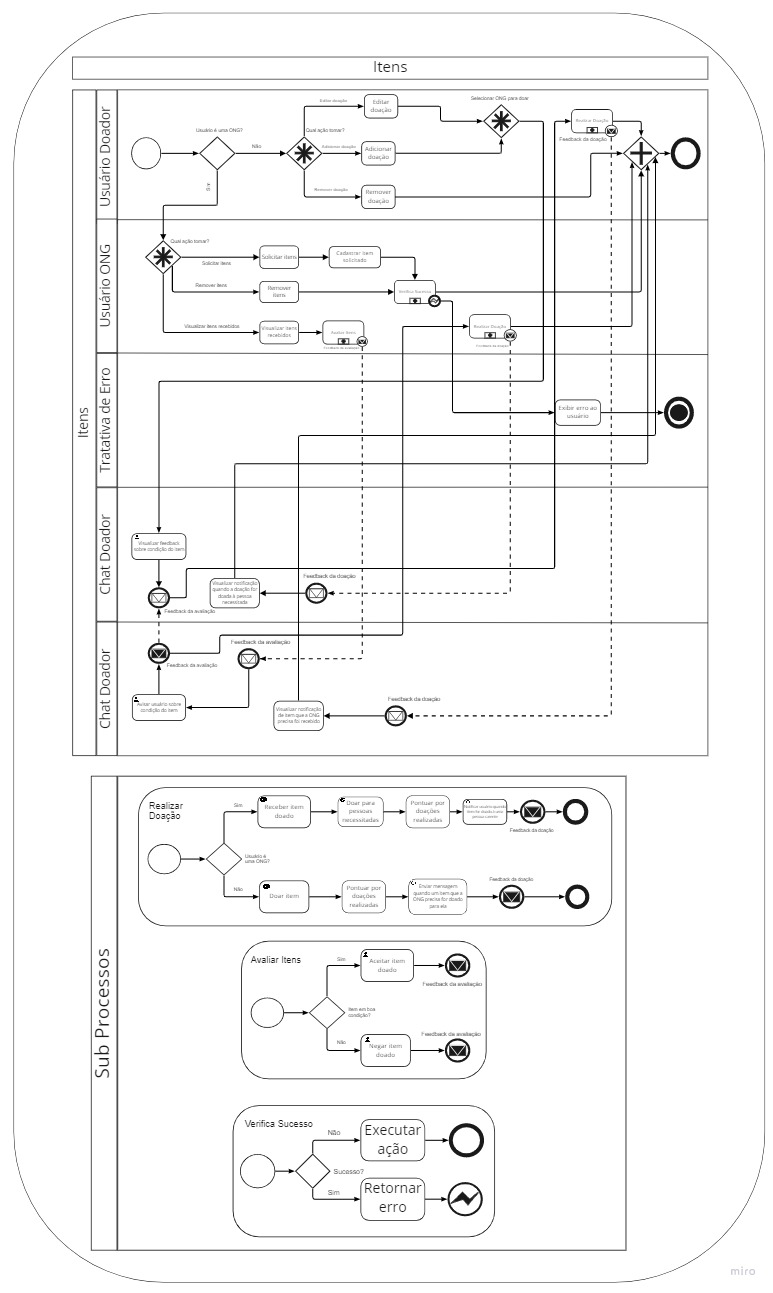 Itens
Itens
Usuário Doador
Usuário é uma ONG?
Não
Sim
Qual ação tomar?
Editar doação
Editar
doação
Adicionar doação
Adicionar
doação
Remover doação
Remover
doação
Selecionar ONG para doar
Realizar Doação
Feedback da doação
Usuário ONG
Qual ação tomar?
Solicitar itens
Solicitar itens
Cadastrar item
solicitado
Remover itens
Remover
itens
Verifica Sucesso
Visualizar itens recebidos
Visualizar itens
recebidos
Avaliar Itens
Feedback da avaliação
Realizar Doação
Feedback da doação
Tratativa de Erro
Exibir erro ao
usuário
Chat Doador
Visualizar feedback
sobre condição do item
Feedback da avaliação
Visualizar notificação
quando a doação for
doada à pessoa
necessitada
Feedback da doação
Chat Doador
Feedback da avaliação
Feedback da avaliação
Avisar usuário sobre
condição do item
Visualizar notificação
de item que a ONG
precisa foi recebido
Feedback da doação
Sub Processos
Realizar
Doação
Usuário é
uma ONG?
Sim
Receber item
doado
Doar para
pessoas
necessitadas
Pontuar por
doações
realizadas
Notificar usuário quando
item for doado à uma
pessoa carente
Feedback da doação
Não
Doar item
Pontuar por
doações
realizadas
Enviar mensagem
quando um item que a
ONG precisa for doado
para ela
Feedback da doação
Avaliar Itens
Item em boa
condição?
Sim
Aceitar item
doado
Feedback da avaliação
Não
Negar item
doado
Feedback da avaliação
Verifica Sucesso
Sucesso?
Não
Executar
ação
Sim
Retornar
erro
miro